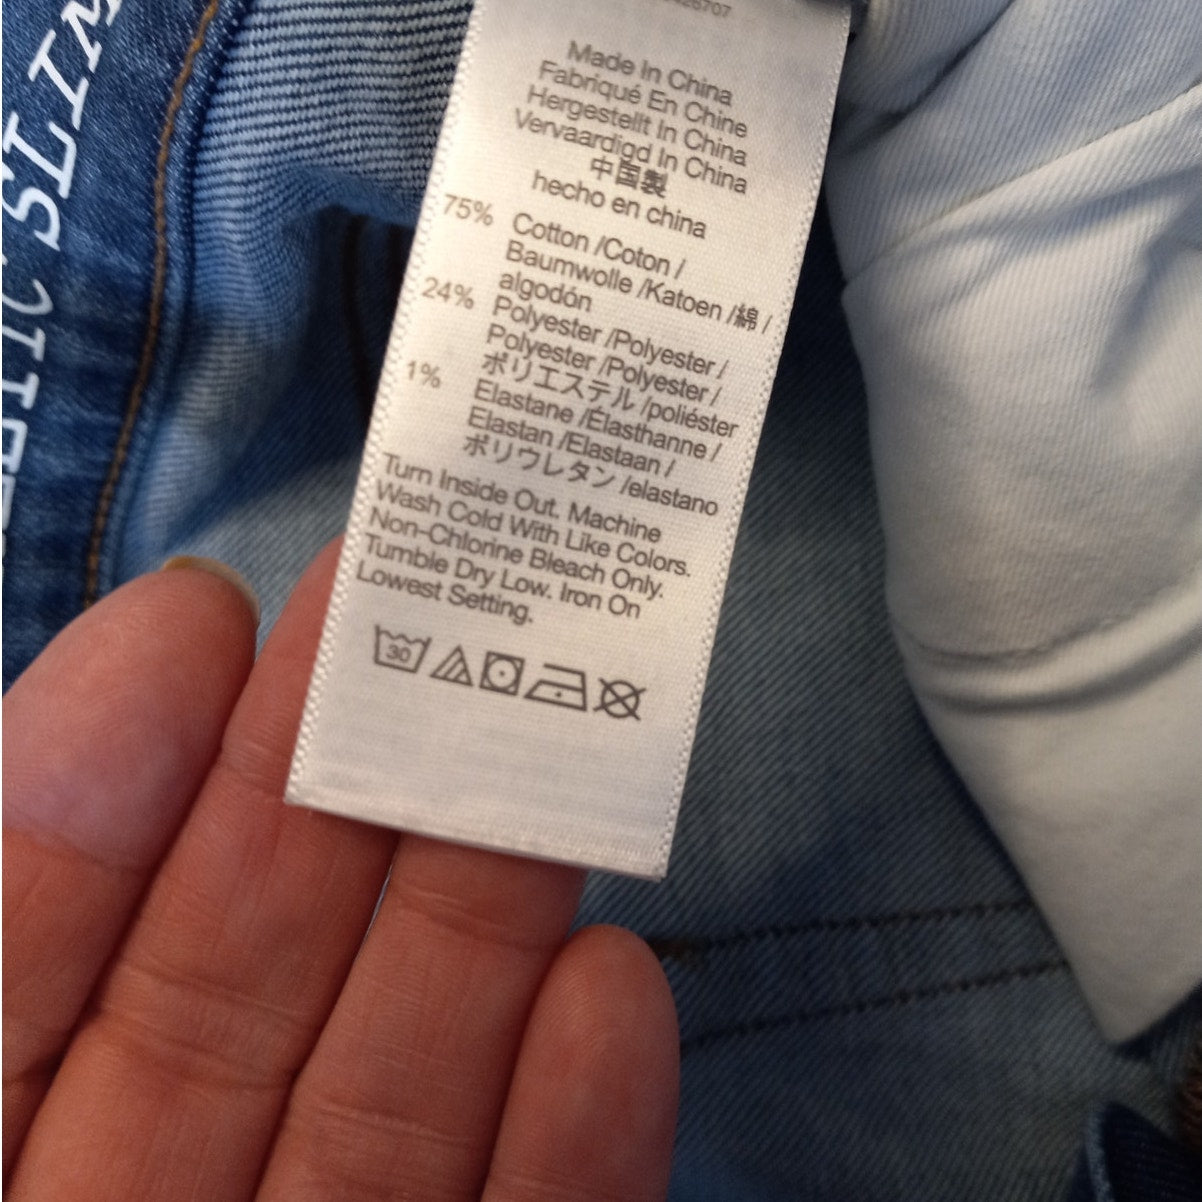 26707
Made In China
Fabriqué En Chine
Hergestellt In China
Vervaardigd In China
中国製
hecho en china
75% Cotton /Coton /
Baumwolle /Katoen /綿 /
algodón
24% Polyester /Polyester /
Polyester /Polyester /
ポリエステル /poliéster
1% Elastane /Élasthanne /
Elastan /Elastaan /
ポリウレタン /elastano
Turn Inside Out. Machine
Wash Cold With Like Colors.
Non-Chlorine Bleach Only.
Tumble Dry Low. Iron On
Lowest Setting.
30
SLIM